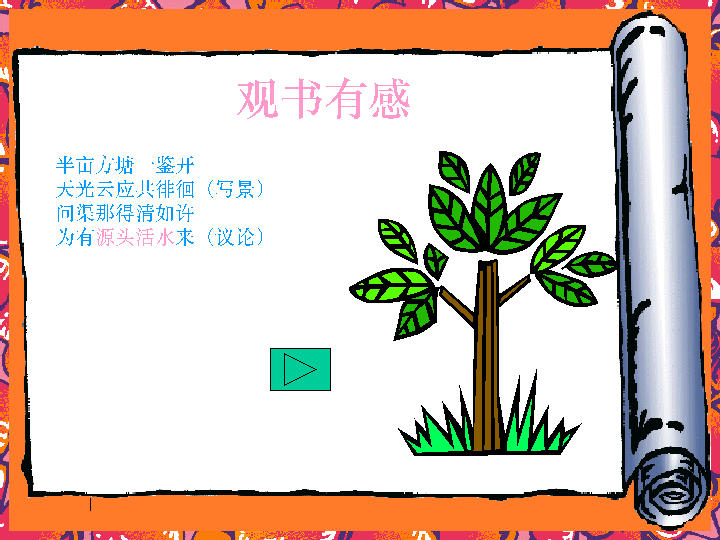 观书有感
半亩方塘一鉴开
天光云应共徘徊（写景）
问渠那得清如许
为有源头活水来（议论）